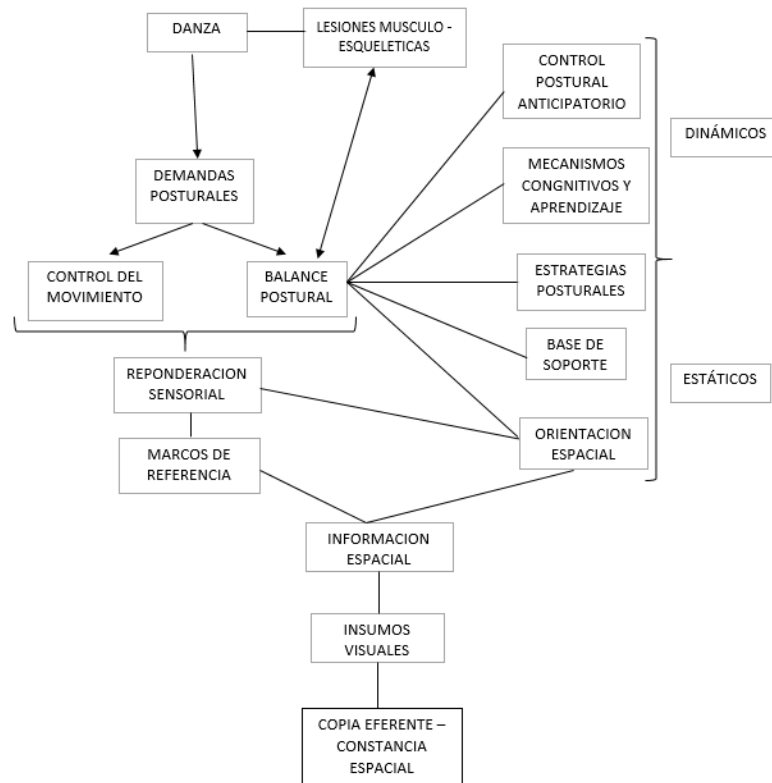 DANZA
LESIONES MUSCULO -
ESQUELETICAS
CONTROL
POSTURAL
ANTICIPATORIO
DINÁMICOS
DEMANDAS
POSTURALES
MECANISMOS
CONGNITIVOS Y
APRENDIZAJE
CONTROL DEL
MOVIMIENTO
BALANCE
POSTURAL
ESTRATEGIAS
POSTURALES
BASE DE
SOPORTE
REPONDERACION
SENSORIAL
ESTÁTICOS
MARCOS DE
REFERENCIA
ORIENTACION
ESPACIAL
INFORMACION
ESPACIAL
INSUMOS
VISUALES
COPIA EFERENTE –
CONSTANCIA
ESPACIAL